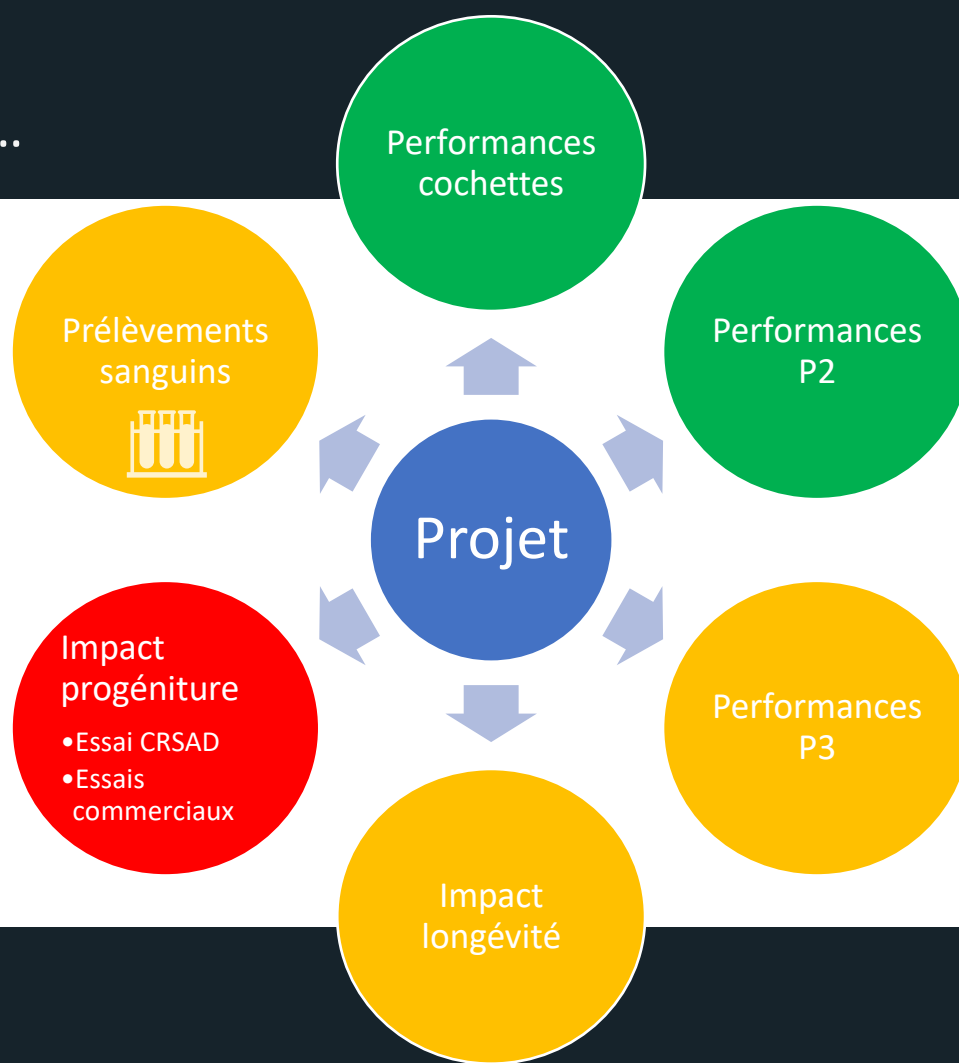 ..
Performances
cochettes
Prélèvements
sanguins
Performances
P2
Projet
Impact
progéniture
•Essai CRSAD
•Essais
commerciaux
Performances
P3
Impact
longévité